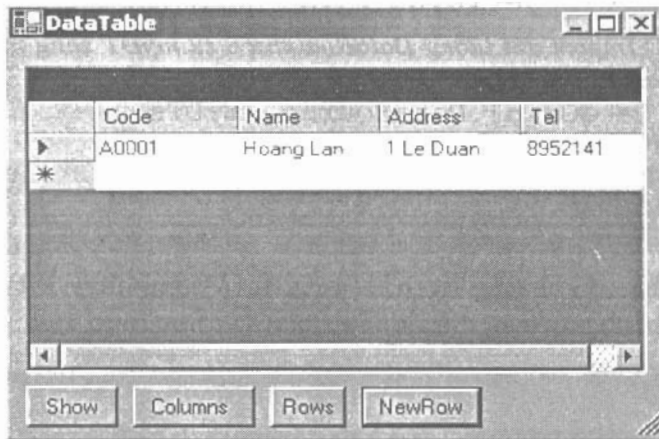 DataTable
Code Name Address Tel
A0001 Hoang Lan 1 Le Duan 8952141
Show Columns Rows NewRow